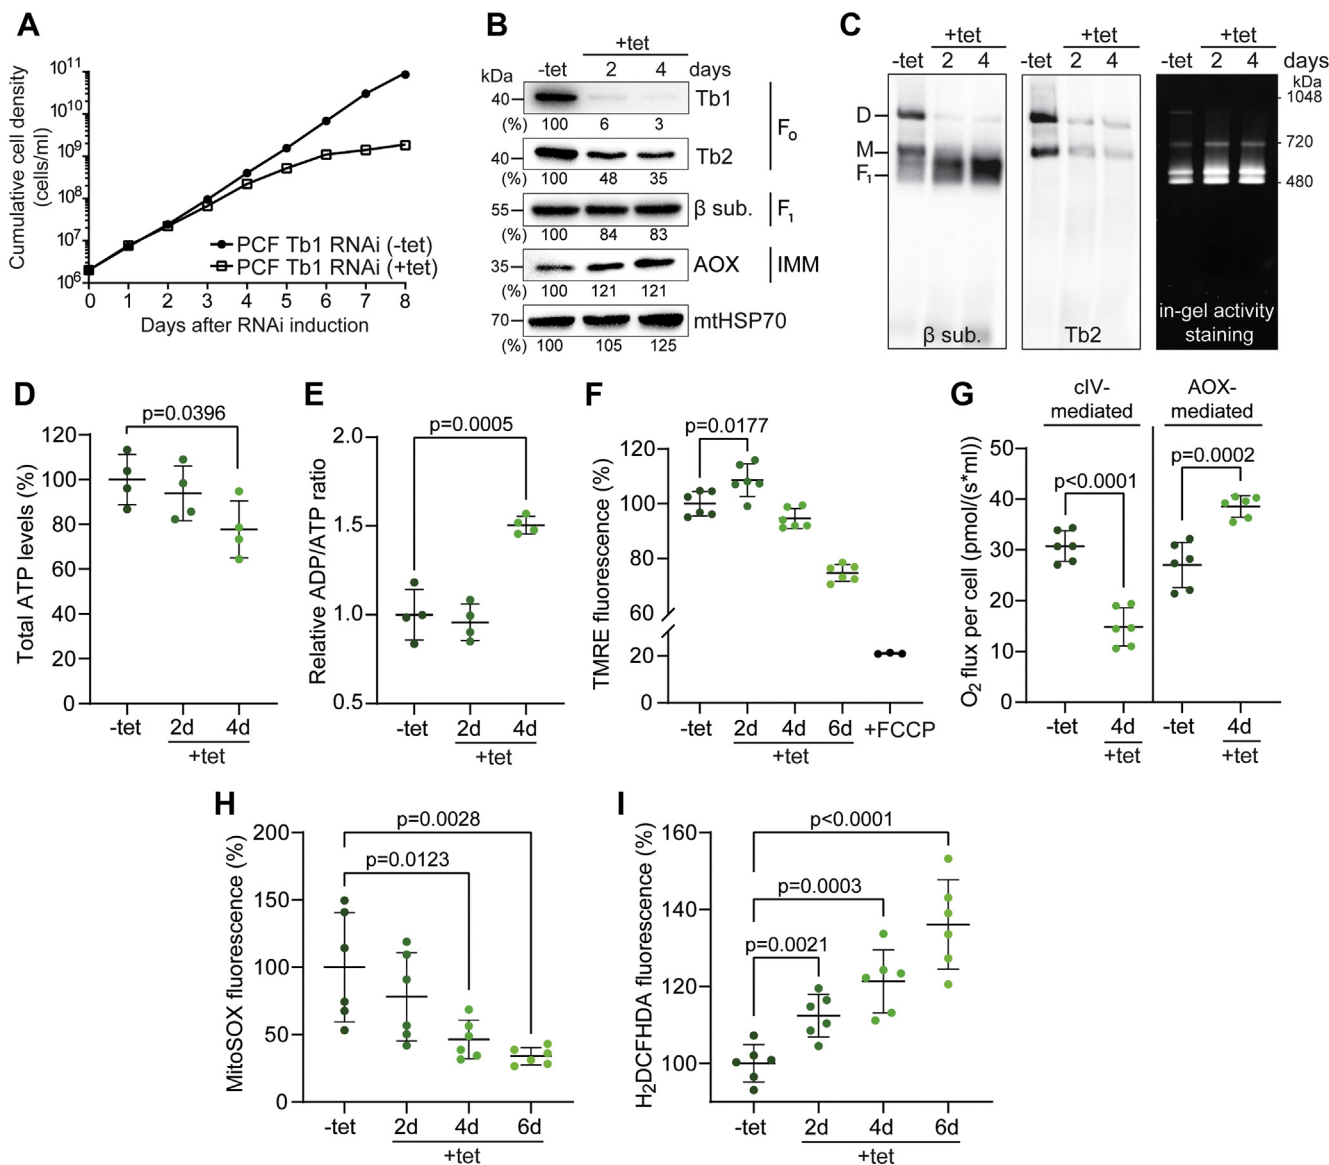 A
Cumulative cell density
(cells/ml)
10¹¹
10¹⁰
10⁹
10⁸
10⁷
10⁶
PCF Tb1 RNAi (-tet)
PCF Tb1 RNAi (+tet)
0 1 2 3 4 5 6 7 8
Days after RNAi induction
B
+tet
kDa -tet 2 4 days
40 Tb1
(%) 100 6 3
Fₒ
40 Tb2
(%) 100 48 35
55 β sub. F₁
(%) 100 84 83
35 AOX IMM
(%) 100 121 121
70 mtHSP70
(%) 100 105 125
C
+tet +tet +tet
-tet 2 4 -tet 2 4 -tet 2 4 days
kDa
1048
D
M
F₁
720
480
β sub.
Tb2
in-gel activity
staining
D
Total ATP levels (%)
p=0.0396
120
100
80
60
40
20
0
-tet 2d 4d
+tet
E
Relative ADP/ATP ratio
p=0.0005
2.0
1.5
1.0
0.5
-tet 2d 4d
+tet
F
TMRE fluorescence (%)
p=0.0177
120
100
80
60
20
0
-tet 2d 4d 6d +FCCP
+tet
G
cIV-
mediated
AOX-
mediated
O₂ flux per cell (pmol/(s*ml))
p<0.0001
p=0.0002
50
40
30
20
10
0
-tet 4d -tet 4d
+tet +tet
H
MitoSOX fluorescence (%)
p=0.0028
p=0.0123
200
150
100
50
0
-tet 2d 4d 6d
+tet
I
H₂DCFHDA fluorescence (%)
p<0.0001
p=0.0003
p=0.0021
160
140
120
100
-tet 2d 4d 6d
+tet